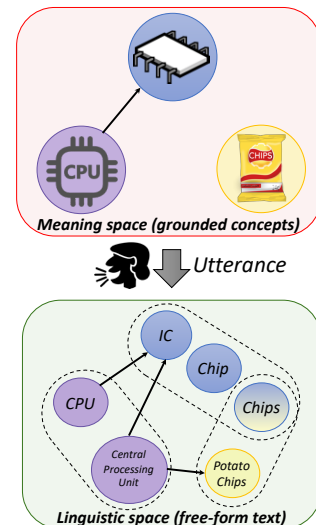 CPU
CHIPS
Meaning space (grounded concepts)
Utterance
IC
Chip
CPU
Chips
Central
Processing
Unit
Potato
Chips
Linguistic space (free-form text)